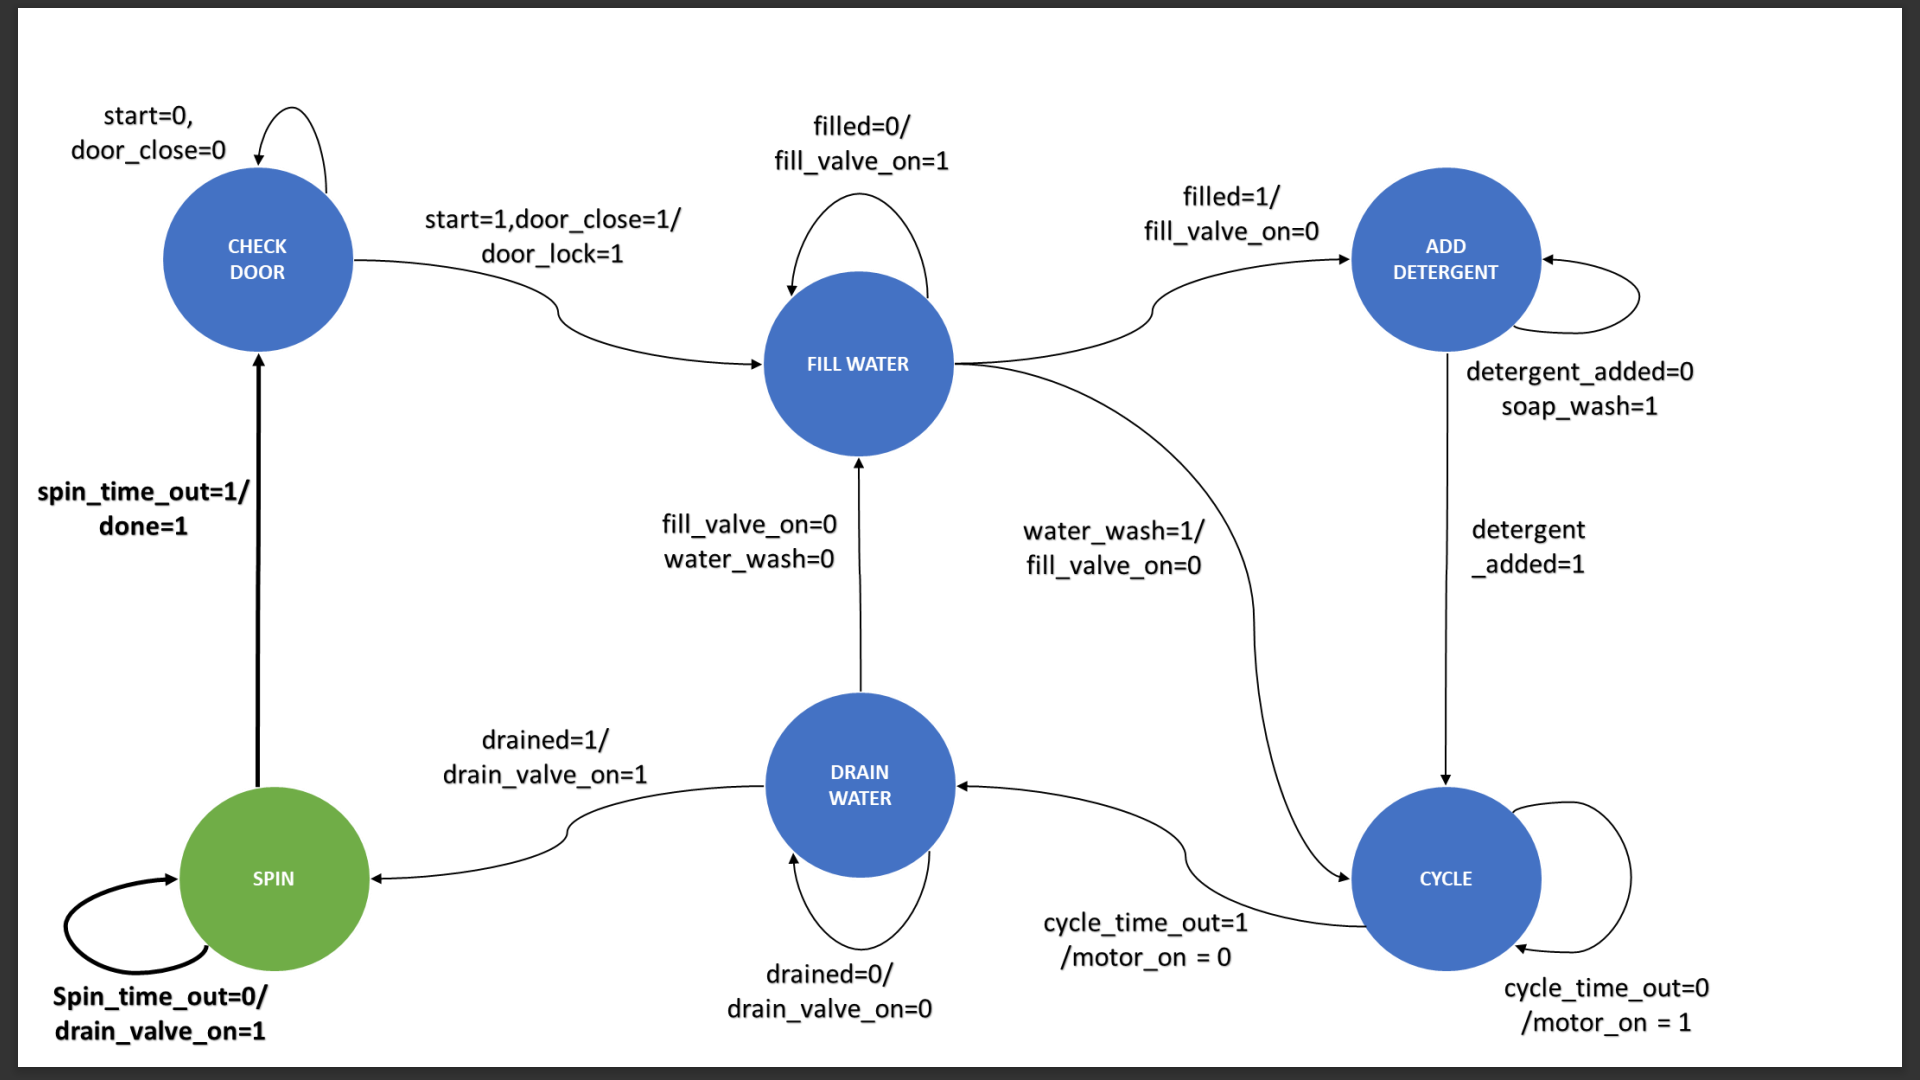 start=0,
door_close=0
filled=0/
fill_valve_on=1
start=1,door_close=1/
door_lock=1
filled=1/
fill_valve_on=0
CHECK
DOOR
FILL WATER
ADD
DETERGENT
detergent_added=0
soap_wash=1
spin_time_out=1/
done=1
fill_valve_on=0
water_wash=0
water_wash=1/
fill_valve_on=0
detergent
_added=1
drained=1/
drain_valve_on=1
DRAIN
WATER
SPIN
CYCLE
cycle_time_out=1
/motor_on = 0
Spin_time_out=0/
drain_valve_on=1
drained=0/
drain_valve_on=0
cycle_time_out=0
/motor_on = 1